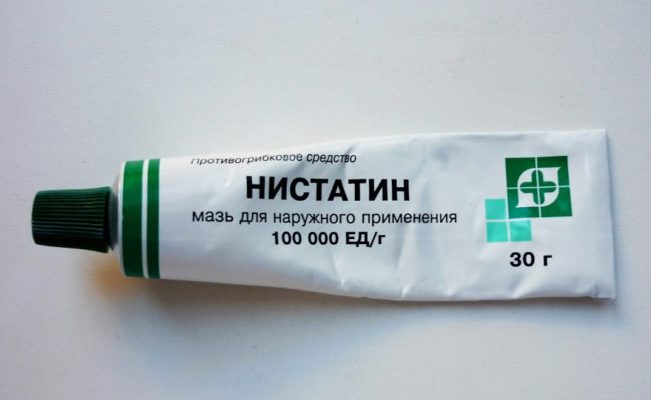 Противогрибковое средство
НИСТАТИН
мазь для наружного применения
100 000 ЕД/г
30 г